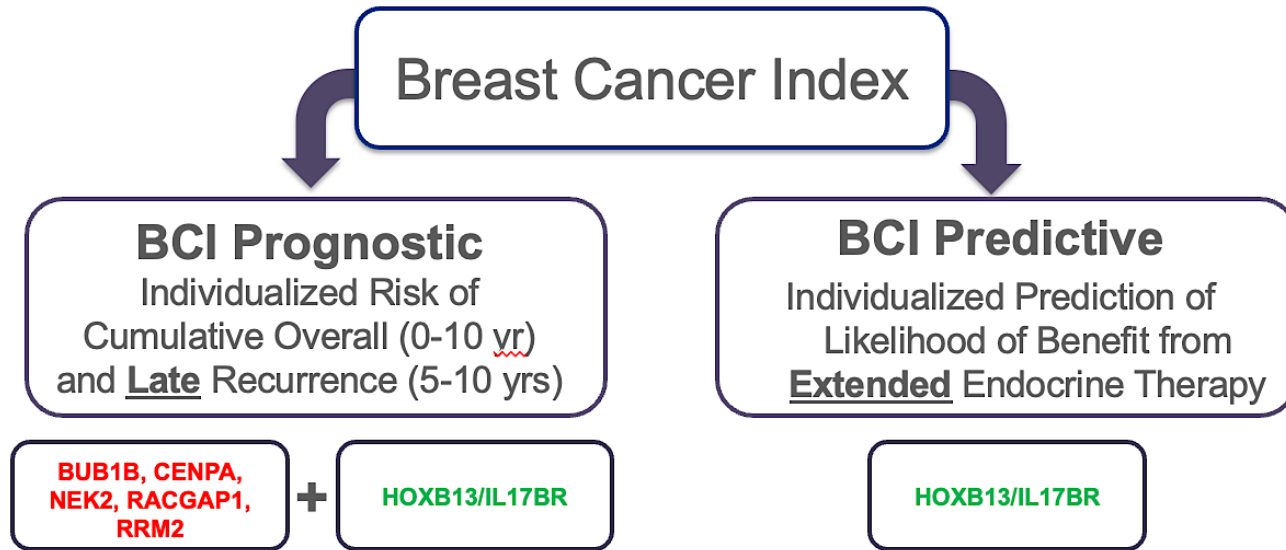 Breast Cancer Index
BCI Prognostic
Individualized Risk of
Cumulative Overall (0-10 yr)
and Late Recurrence (5-10 yrs)
BCI Predictive
Individualized Prediction of
Likelihood of Benefit from
Extended Endocrine Therapy
BUB1B, CENPA,
NEK2, RACGAP1,
RRM2
+
HOXB13/IL17BR
HOXB13/IL17BR